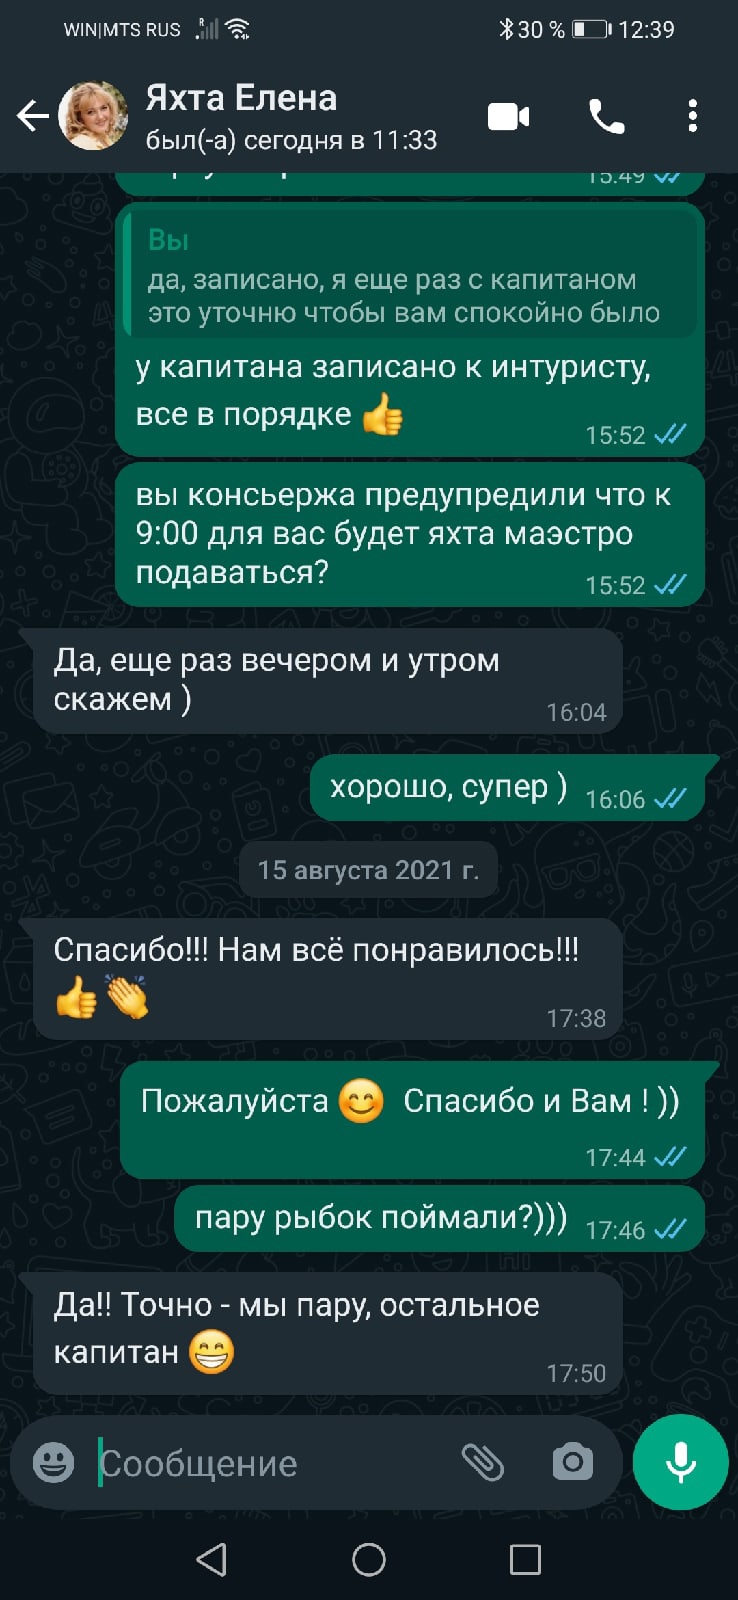 WIN|MTS RUS R 30 % 12:39
Яхта Елена
был(-а) сегодня в 11:33
15:49
Вы
да, записано, я еще раз с капитаном
это уточню чтобы вам спокойно было
у капитана записано к интуристу,
все в порядке 👍
15:52
вы консьержа предупредили что к
9:00 для вас будет яхта маэстро
подаваться?
15:52
Да, еще раз вечером и утром
скажем )
16:04
хорошо, супер ) 16:06
15 августа 2021 г.
Спасибо!!! Нам всё понравилось!!!
👍👏
17:38
Пожалуйста 😊 Спасибо и Вам ! ))
17:44
пару рыбок поймали?))) 17:46
Да!! Точно - мы пару, остальное
капитан 😁
17:50
Сообщение